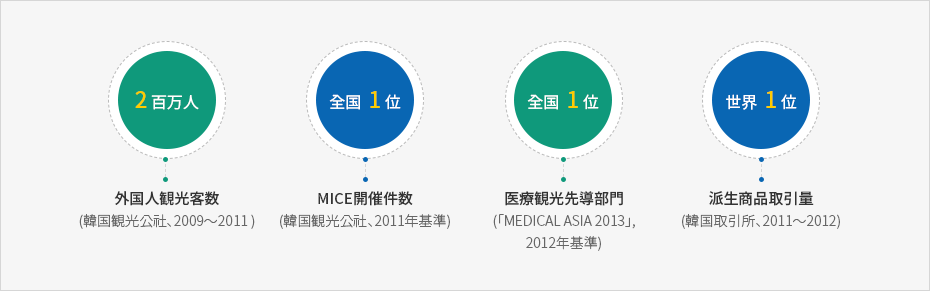 2 百万人
全国 1 位
全国 1 位
世界 1 位
外国人観光客数
(韓国観光公社、2009～2011 )
MICE開催件数
(韓国観光公社、2011年基準)
医療観光先導部門
(「MEDICAL ASIA 2013」,
2012年基準)
派生商品取引量
(韓国取引所、2011～2012)